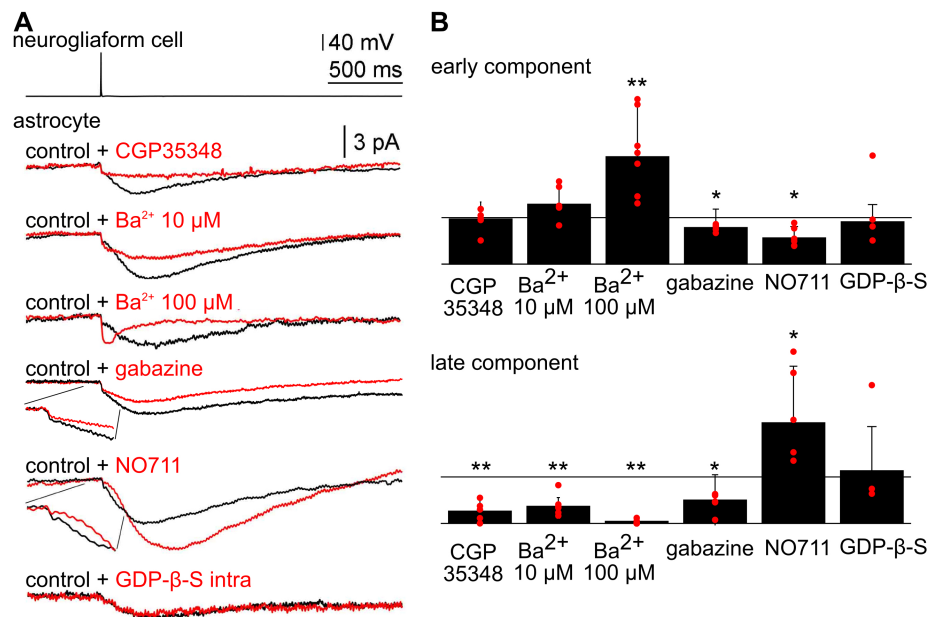 A
neurogliaform cell
40 mV
500 ms
astrocyte
3 pA
control + CGP35348
control + Ba²⁺ 10 µM
control + Ba²⁺ 100 µM
control + gabazine
control + NO711
control + GDP-β-S intra
B
early component
**
*
*
CGP
35348
Ba²⁺
10 µM
Ba²⁺
100 µM
gabazine
NO711
GDP-β-S
late component
**
**
**
*
*
CGP
35348
Ba²⁺
10 µM
Ba²⁺
100 µM
gabazine
NO711
GDP-β-S